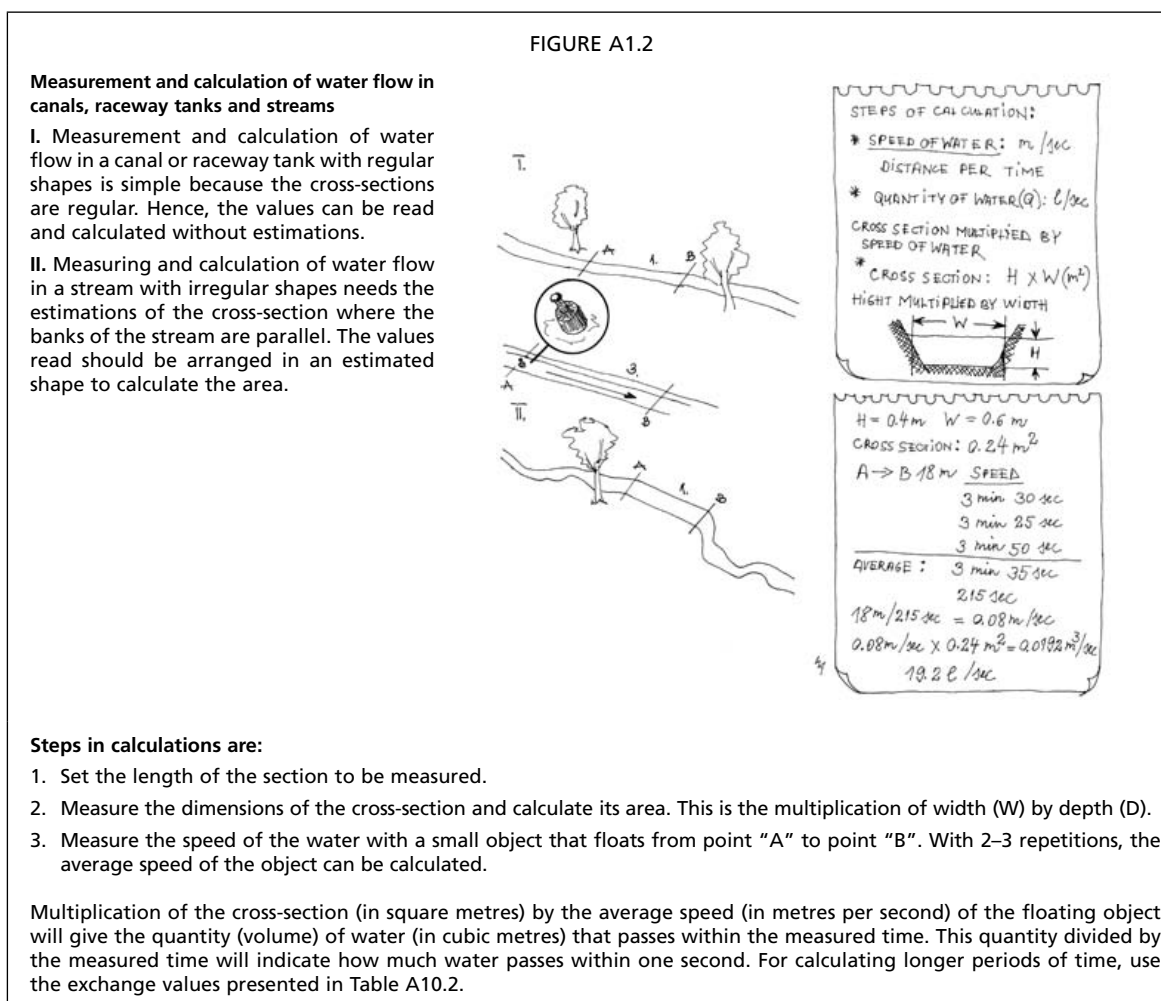 FIGURE A1.2
Measurement and calculation of water flow in
canals, raceway tanks and streams
I. Measurement and calculation of water
flow in a canal or raceway tank with regular
shapes is simple because the cross-sections
are regular. Hence, the values can be read
and calculated without estimations.
II. Measuring and calculation of water flow
in a stream with irregular shapes needs the
estimations of the cross-section where the
banks of the stream are parallel. The values
read should be arranged in an estimated
shape to calculate the area.
I.
A
1.
B
B
A
3.
B
II.
A
1.
B
STEPS OF CALCULATION:
* SPEED OF WATER: m/sec
DISTANCE PER TIME
* QUANTITY OF WATER(Q): l/sec
CROSS SECTION MULTIPLIED BY
SPEED OF WATER
* CROSS SECTION: H X W(m²)
HIGHT MULTIPLIED BY WIDTH
W
H
H = 0.4m W = 0.6 m
CROSS SECTION: 0.24 m²
A → B 18m SPEED
3 min 30 sec
3 min 25 sec
3 min 50 sec
AVERAGE: 3 min 35 sec
215 sec
18m/215 sec = 0.08m/sec
0.08m/sec X 0.24 m² = 0.0192m³/sec
19.2 l/sec
Steps in calculations are:
1. Set the length of the section to be measured.
2. Measure the dimensions of the cross-section and calculate its area. This is the multiplication of width (W) by depth (D).
3. Measure the speed of the water with a small object that floats from point “A” to point “B”. With 2–3 repetitions, the
average speed of the object can be calculated.
Multiplication of the cross-section (in square metres) by the average speed (in metres per second) of the floating object
will give the quantity (volume) of water (in cubic metres) that passes within the measured time. This quantity divided by
the measured time will indicate how much water passes within one second. For calculating longer periods of time, use
the exchange values presented in Table A10.2.